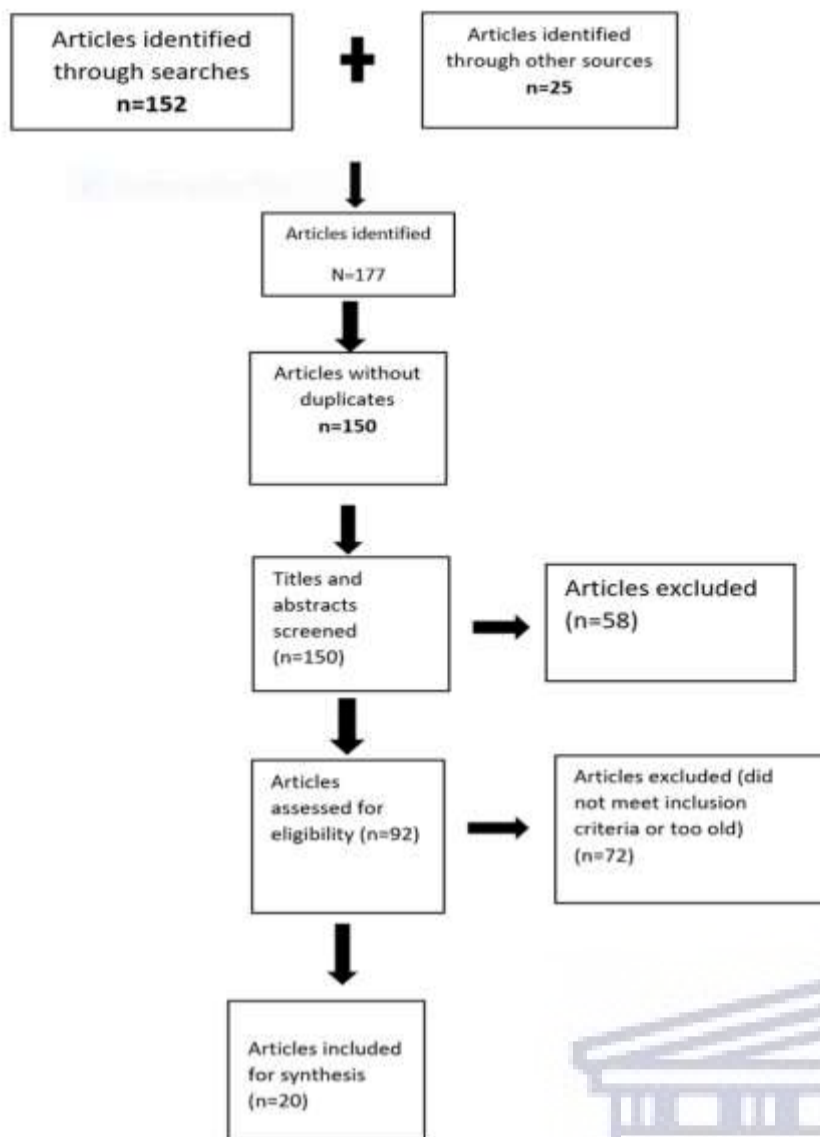 Articles identified
through searches
n=152
Articles identified
through other sources
n=25
Articles identified
N=177
Articles without
duplicates
n=150
Titles and
abstracts
screened
(n=150)
Articles excluded
(n=58)
Articles
assessed for
eligibility (n=92)
Articles excluded (did
not meet inclusion
criteria or too old)
(n=72)
Articles included
for synthesis
(n=20)